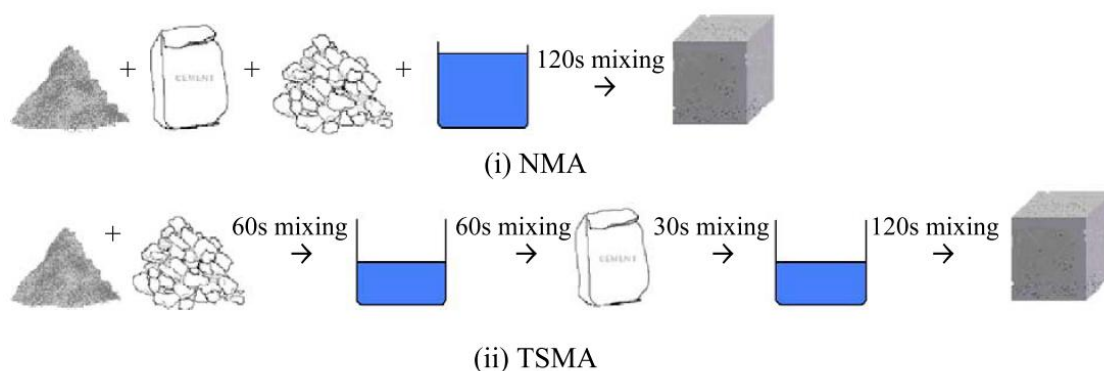 + CEMENT + + 120s mixing →
(i) NMA
+ 60s mixing → 60s mixing → CEMENT 30s mixing → 120s mixing →
(ii) TSMA